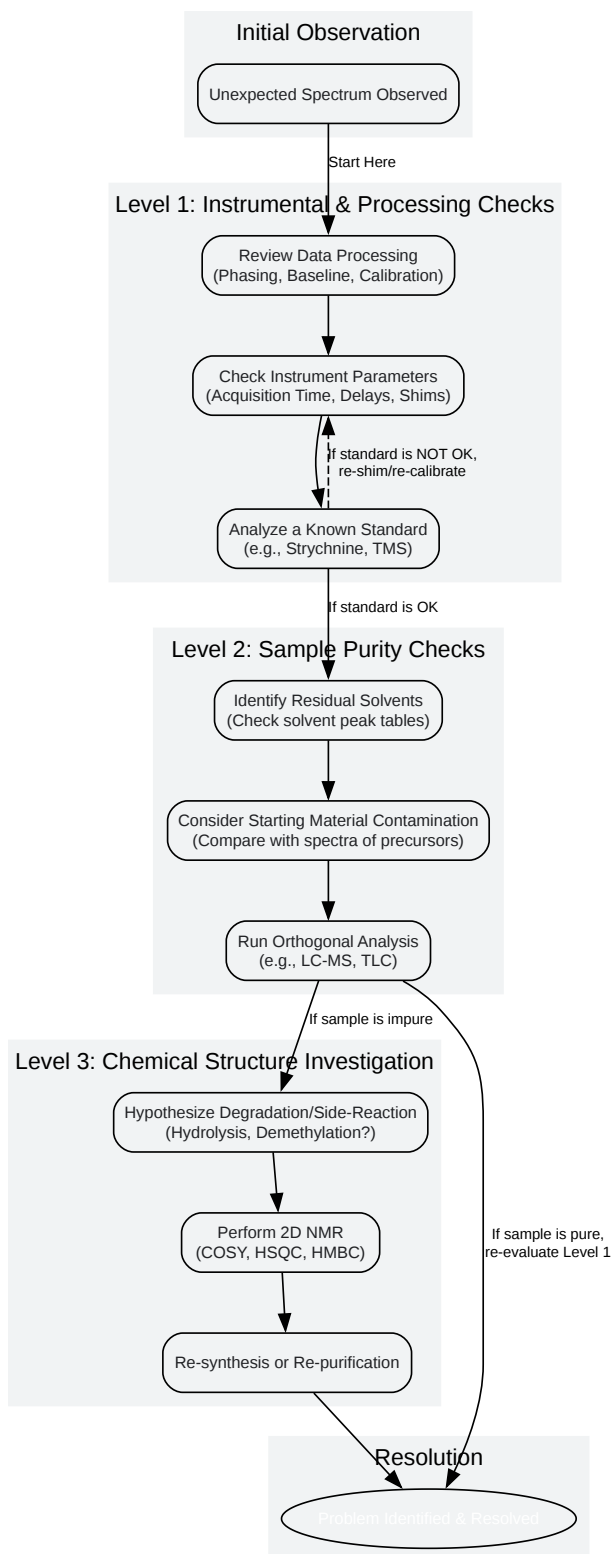 Initial Observation
Unexpected Spectrum Observed
Start Here
Level 1: Instrumental & Processing Checks
Review Data Processing
(Phasing, Baseline, Calibration)
Check Instrument Parameters
(Acquisition Time, Delays, Shims)
If standard is NOT OK,
re-shim/re-calibrate
Analyze a Known Standard
(e.g., Strychnine, TMS)
If standard is OK
Level 2: Sample Purity Checks
Identify Residual Solvents
(Check solvent peak tables)
Consider Starting Material Contamination
(Compare with spectra of precursors)
Run Orthogonal Analysis
(e.g., LC-MS, TLC)
If sample is impure
Level 3: Chemical Structure Investigation
Hypothesize Degradation/Side-Reaction
(Hydrolysis, Demethylation?)
Perform 2D NMR
(COSY, HSQC, HMBC)
If sample is pure,
re-evaluate Level 1
Re-synthesis or Re-purification
Resolution
Problem Identified & Resolved